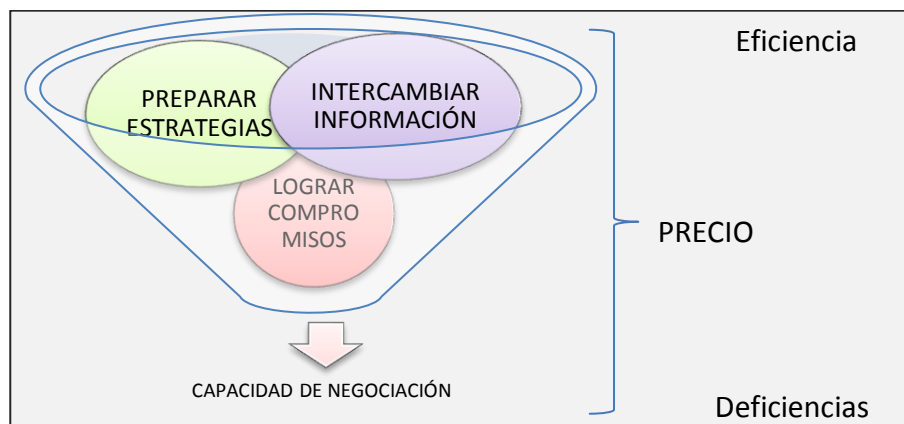 Eficiencia
PREPARAR
ESTRATEGIAS
INTERCAMBIAR
INFORMACIÓN
LOGRAR
COMPRO
MISOS
PRECIO
CAPACIDAD DE NEGOCIACIÓN
Deficiencias